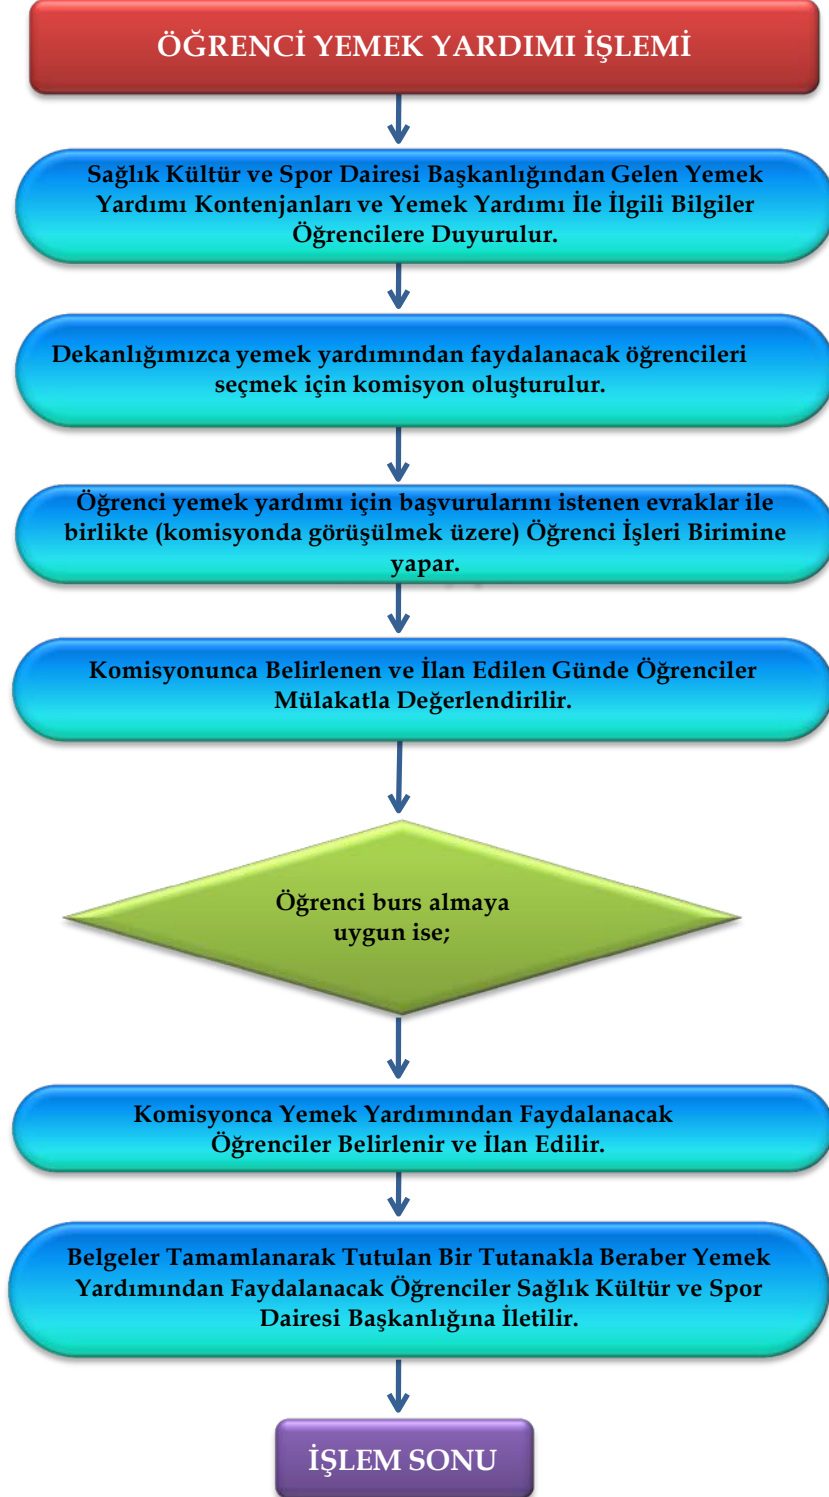 ÖĞRENCİ YEMEK YARDIMI İŞLEMİ
Sağlık Kültür ve Spor Dairesi Başkanlığından Gelen Yemek
Yardımı Kontenjanları ve Yemek Yardımı İle İlgili Bilgiler
Öğrencilere Duyurulur.
Dekanlığımızca yemek yardımından faydalanacak öğrencileri
seçmek için komisyon oluşturulur.
Öğrenci yemek yardımı için başvurularını istenen evraklar ile
birlikte (komisyonda görüşülmek üzere) Öğrenci İşleri Birimine
yapar.
Komisyonunca Belirlenen ve İlan Edilen Günde Öğrenciler
Mülakatla Değerlendirilir.
Öğrenci burs almaya
uygun ise;
Komisyonca Yemek Yardımından Faydalanacak
Öğrenciler Belirlenir ve İlan Edilir.
Belgeler Tamamlanarak Tutulan Bir Tutanakla Beraber Yemek
Yardımından Faydalanacak Öğrenciler Sağlık Kültür ve Spor
Dairesi Başkanlığına İletilir.
İŞLEM SONU